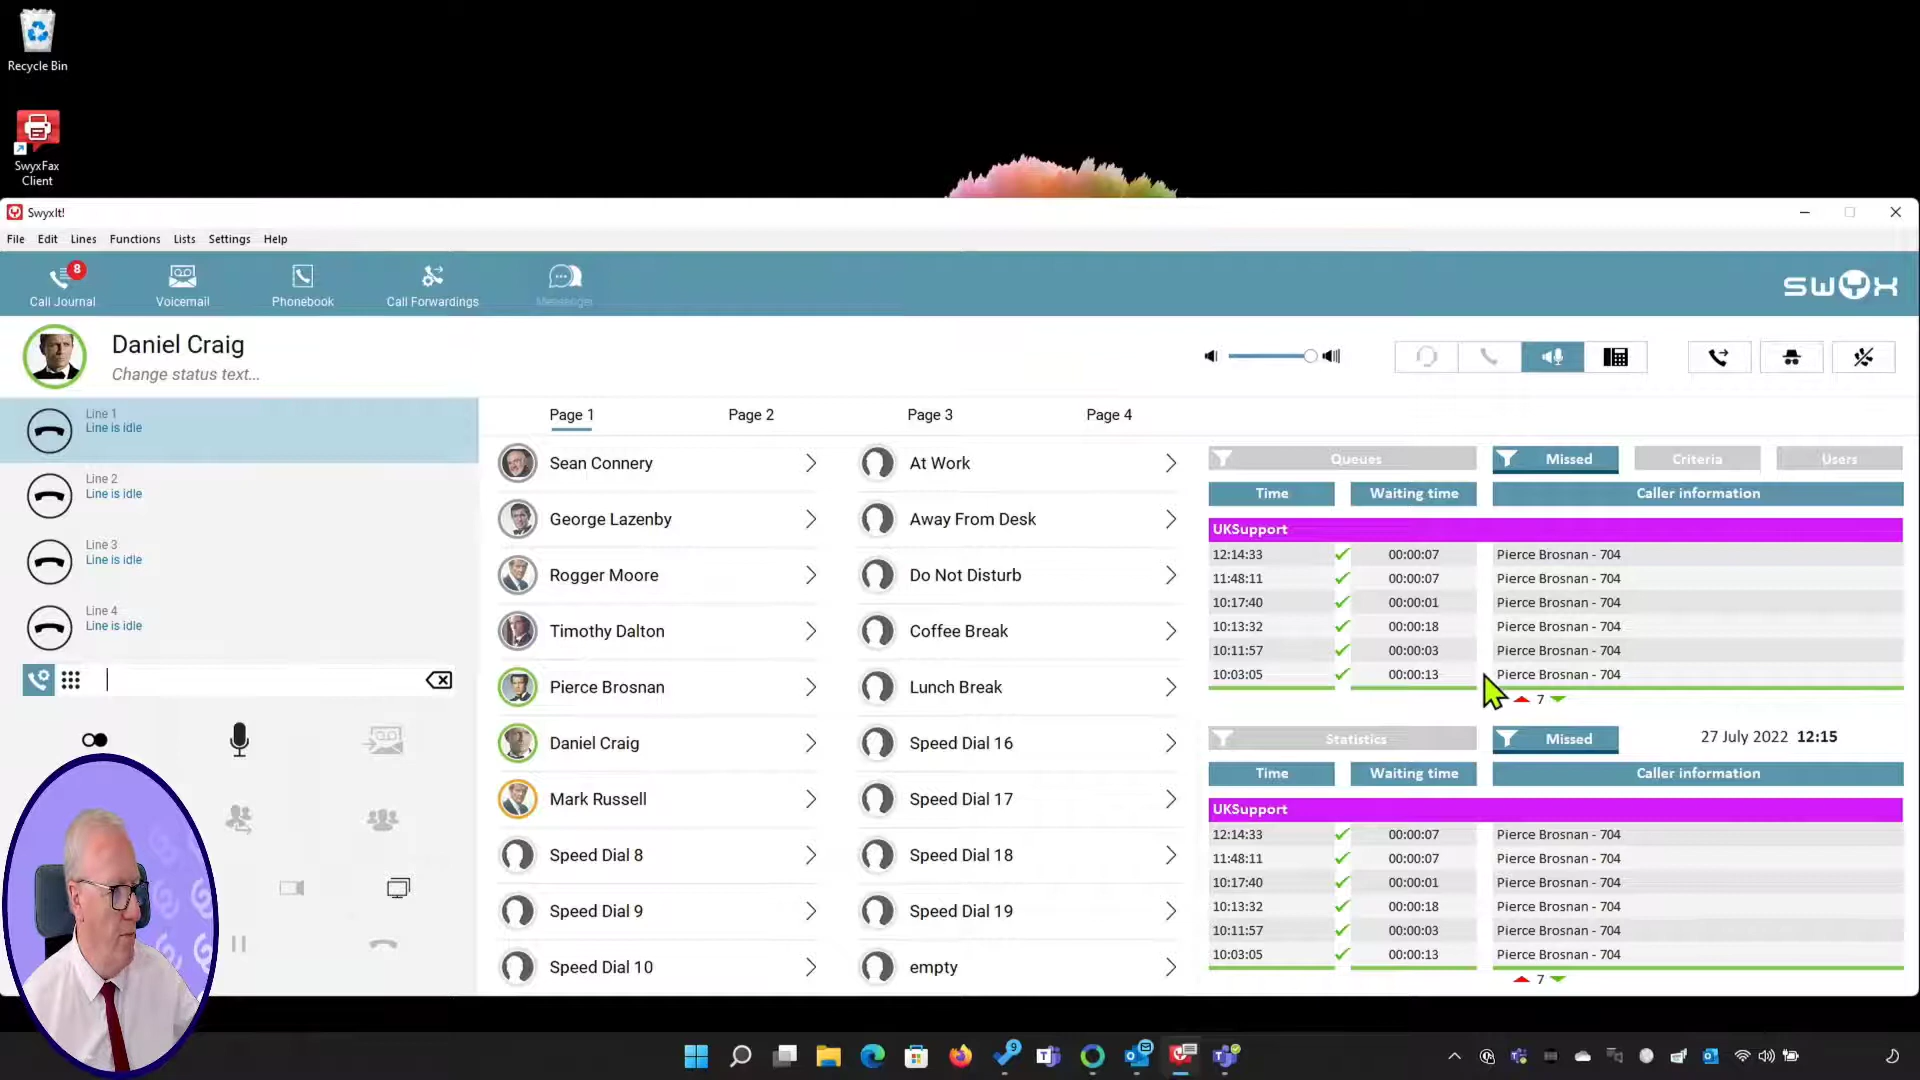 Recycle Bin
SwyxFax
Client
SwyxIt!
File Edit Lines Functions Lists Settings Help
8
Call Journal Voicemail Phonebook Call Forwardings Messenger
swyx
Daniel Craig
Change status text...
Line 1
Line is idle
Line 2
Line is idle
Line 3
Line is idle
Line 4
Line is idle
Page 1 Page 2 Page 3 Page 4
Sean Connery
George Lazenby
Rogger Moore
Timothy Dalton
Pierce Brosnan
Daniel Craig
Mark Russell
Speed Dial 8
Speed Dial 9
Speed Dial 10
At Work
Away From Desk
Do Not Disturb
Coffee Break
Lunch Break
Speed Dial 16
Speed Dial 17
Speed Dial 18
Speed Dial 19
empty
Queues Missed Criteria Users
Time Waiting time Caller information
UKSupport
12:14:33 00:00:07 Pierce Brosnan - 704
11:48:11 00:00:07 Pierce Brosnan - 704
10:17:40 00:00:01 Pierce Brosnan - 704
10:13:32 00:00:18 Pierce Brosnan - 704
10:11:57 00:00:03 Pierce Brosnan - 704
10:03:05 00:00:13 Pierce Brosnan - 704
7
Statistics Missed 27 July 2022 12:15
Time Waiting time Caller information
UKSupport
12:14:33 00:00:07 Pierce Brosnan - 704
11:48:11 00:00:07 Pierce Brosnan - 704
10:17:40 00:00:01 Pierce Brosnan - 704
10:13:32 00:00:18 Pierce Brosnan - 704
10:11:57 00:00:03 Pierce Brosnan - 704
10:03:05 00:00:13 Pierce Brosnan - 704
7
9